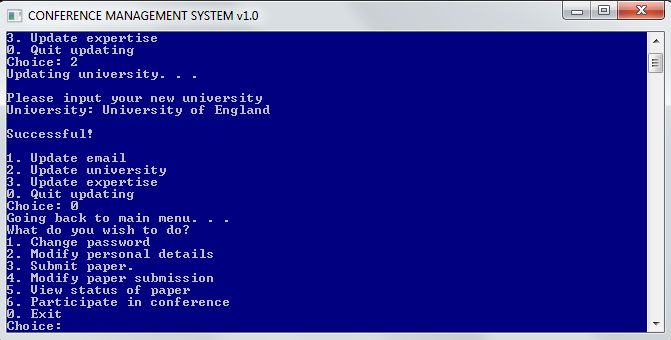 CONFERENCE MANAGEMENT SYSTEM v1.0
3. Update expertise
0. Quit updating
Choice: 2
Updating university. . .
Please input your new university
University: University of England
Successful!
1. Update email
2. Update university
3. Update expertise
0. Quit updating
Choice: 0
Going back to main menu. . .
What do you wish to do?
1. Change password
2. Modify personal details
3. Submit paper.
4. Modify paper submission
5. View status of paper
6. Participate in conference
0. Exit
Choice: